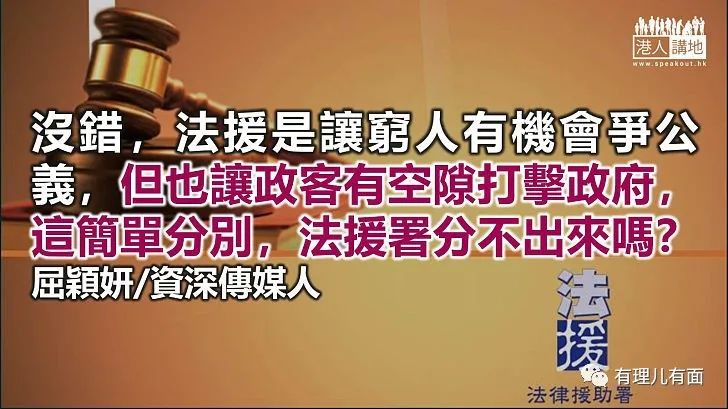 港人講地
www.speakout.hk
沒錯，法援是讓窮人有機會爭公
義，但也讓政客有空隙打擊政府，
這簡單分別，法援署分不出來嗎？
屈穎妍/資深傳媒人
法
援
法律援助署
有理儿有面